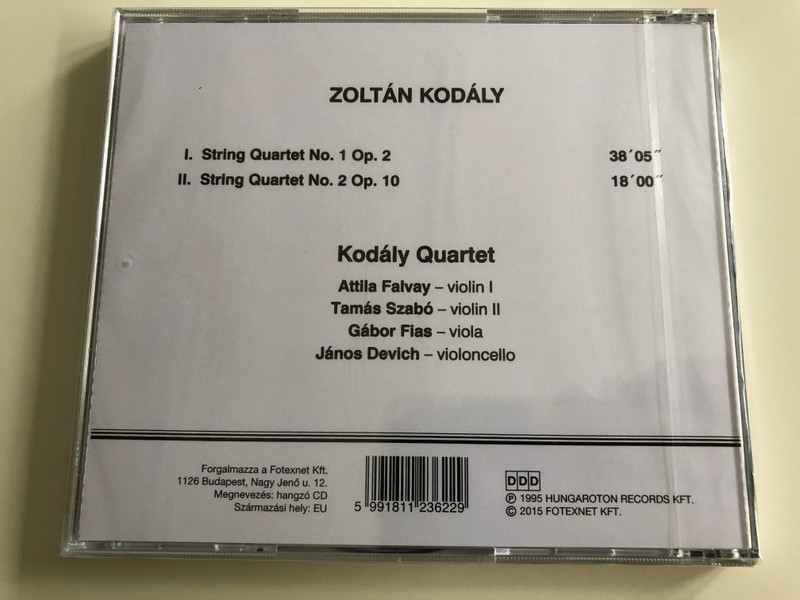 ZOLTÁN KODÁLY
I. String Quartet No. 1 Op. 2 38´05˝
II. String Quartet No. 2 Op. 10 18´00˝
Kodály Quartet
Attila Falvay – violin I
Tamás Szabó – violin II
Gábor Fias – viola
János Devich – violoncello
Forgalmazza a Fotexnet Kft.
1126 Budapest, Nagy Jenő u. 12.
Megnevezés: hangzó CD
Származási hely: EU
5 991811 236229
DDD
℗ 1995 HUNGAROTON RECORDS KFT.
© 2015 FOTEXNET KFT.